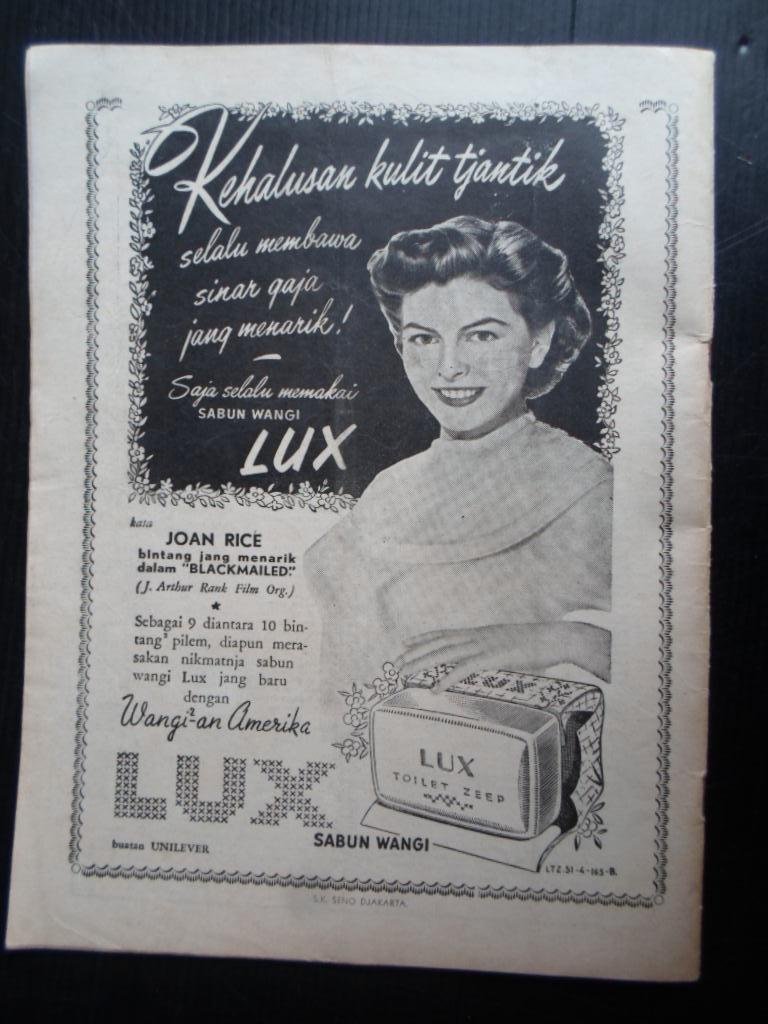 Kehalusan kulit tjantik
selalu membawa
sinar gaja
jang menarik!
Saja selalu memakai
SABUN WANGI
LUX
kata
JOAN RICE
bintang jang menarik
dalam "BLACKMAILED."
(J. Arthur Rank Film Org.)
Sebagai 9 diantara 10 bin-
tang² pilem, diapun mera-
sakan nikmatnja sabun
wangi Lux jang baru
dengan
Wangi²-an Amerika
LUX
SABUN WANGI
buatan UNILEVER
LUX
TOILET ZEEP
LTZ.51-4-165-B.
S.K. SENO DJAKARTA.